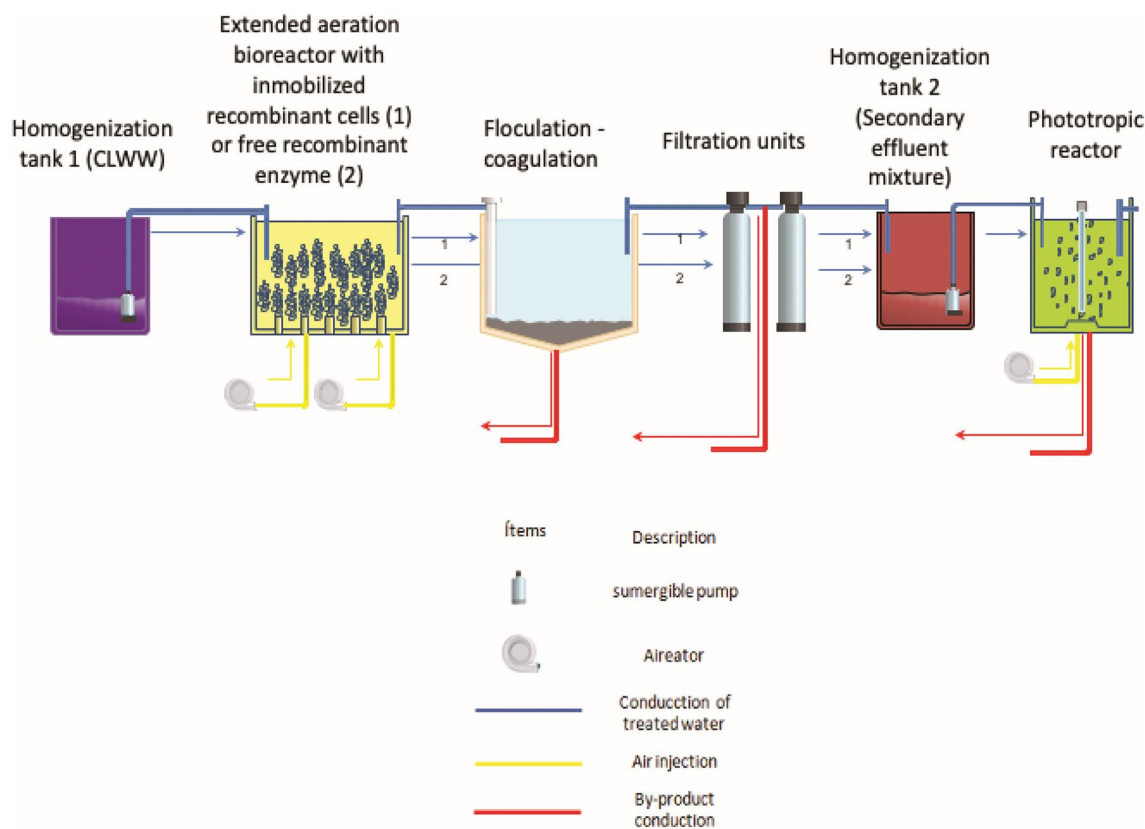 Homogenization
tank 1 (CLWW)
Extended aeration
bioreactor with
inmobilized
recombinant cells (1)
or free recombinant
enzyme (2)
Floculation -
coagulation
Filtration units
Homogenization
tank 2
(Secondary
effluent
mixture)
Phototropic
reactor
1
2
1
2
1
2
Ítems
Description
sumergible pump
Aireator
Conducction of
treated water
Air injection
By-product
conduction